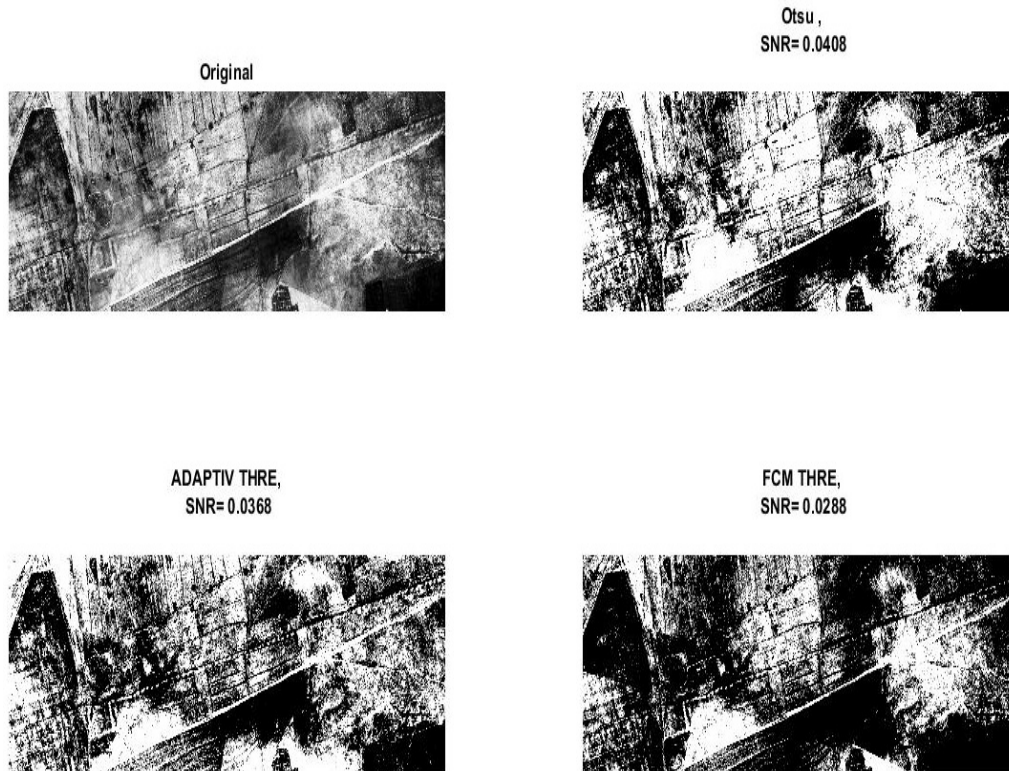 Original
Otsu ,
SNR= 0.0408
ADAPTIV THRE,
SNR= 0.0368
FCM THRE,
SNR= 0.0288